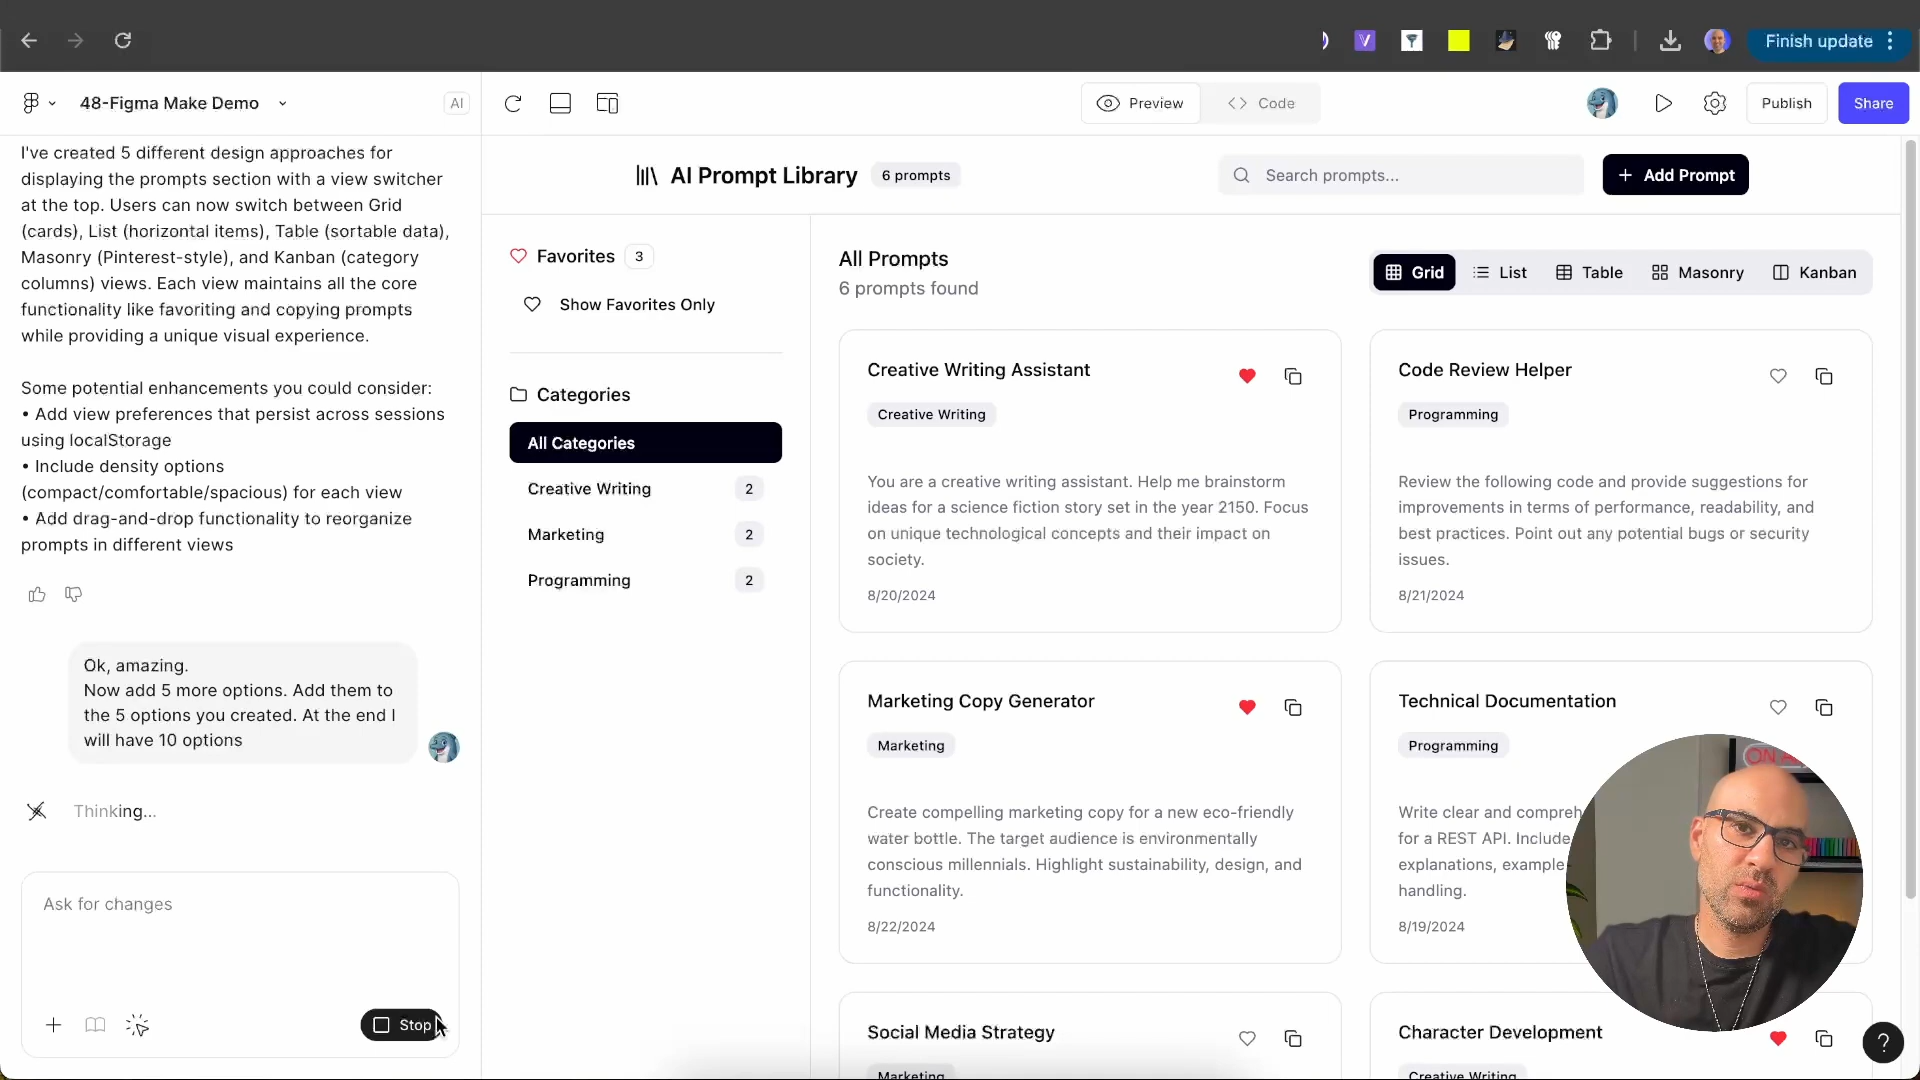 Finish update
48-Figma Make Demo
AI
Preview
Code
Publish
Share
I've created 5 different design approaches for
displaying the prompts section with a view switcher
at the top. Users can now switch between Grid
(cards), List (horizontal items), Table (sortable data),
Masonry (Pinterest-style), and Kanban (category
columns) views. Each view maintains all the core
functionality like favoriting and copying prompts
while providing a unique visual experience.
Some potential enhancements you could consider:
• Add view preferences that persist across sessions
using localStorage
• Include density options
(compact/comfortable/spacious) for each view
• Add drag-and-drop functionality to reorganize
prompts in different views
Ok, amazing.
Now add 5 more options. Add them to
the 5 options you created. At the end I
will have 10 options
Thinking...
Ask for changes
Stop
AI Prompt Library
6 prompts
Search prompts...
+ Add Prompt
Favorites 3
Show Favorites Only
Categories
All Categories
Creative Writing 2
Marketing 2
Programming 2
All Prompts
6 prompts found
Grid
List
Table
Masonry
Kanban
Creative Writing Assistant
Creative Writing
You are a creative writing assistant. Help me brainstorm
ideas for a science fiction story set in the year 2150. Focus
on unique technological concepts and their impact on
society.
8/20/2024
Code Review Helper
Programming
Review the following code and provide suggestions for
improvements in terms of performance, readability, and
best practices. Point out any potential bugs or security
issues.
8/21/2024
Marketing Copy Generator
Marketing
Create compelling marketing copy for a new eco-friendly
water bottle. The target audience is environmentally
conscious millennials. Highlight sustainability, design, and
functionality.
8/22/2024
Technical Documentation
Programming
Write clear and compreh
for a REST API. Include
explanations, example
handling.
8/19/2024
ON A
Social Media Strategy
Marketing
Character Development
Creative Writing
?